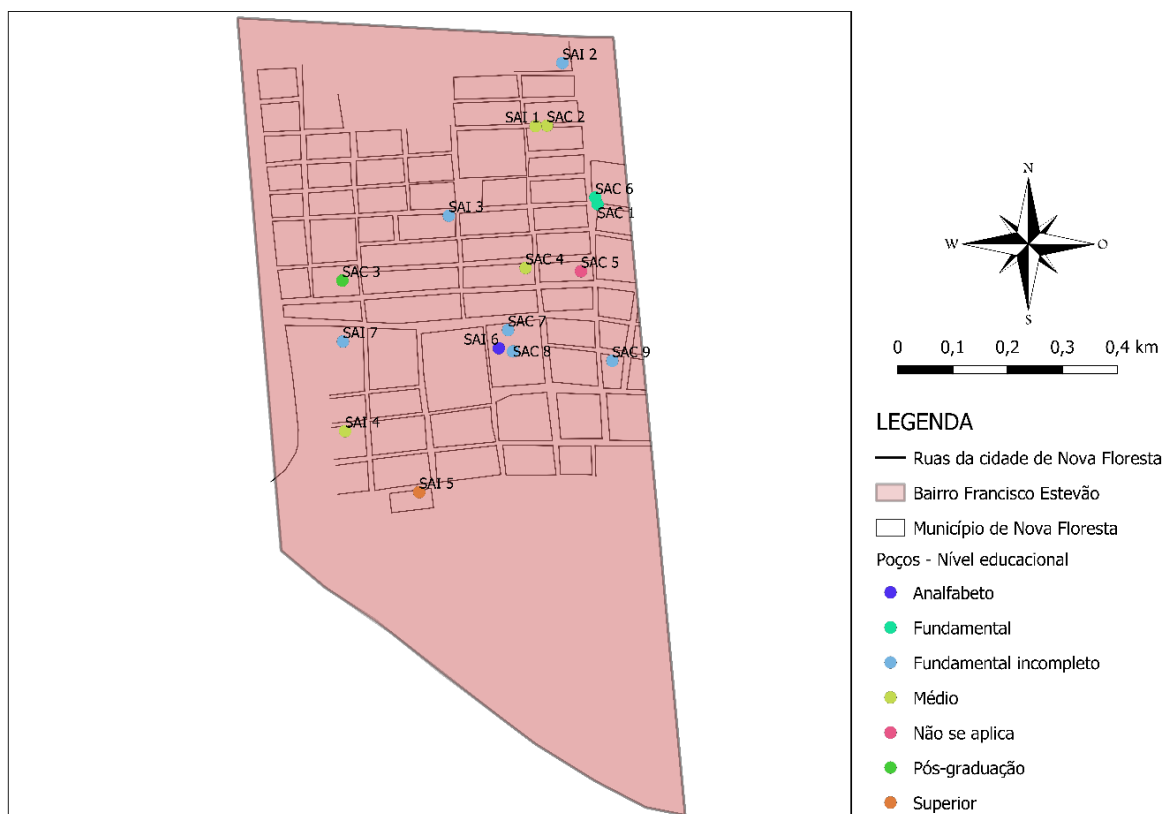 SAI 2
SAI 1 SAC 2
SAC 6
SAC 1
SAI 3
SAC 4
SAC 5
SAC 3
SAC 7
SAI 7
SAI 6
SAC 8
SAC 9
SAI 4
SAI 5
N
W
O
S
0 0,1 0,2 0,3 0,4 km
LEGENDA
Ruas da cidade de Nova Floresta
Bairro Francisco Estevão
Município de Nova Floresta
Poços - Nível educacional
Analfabeto
Fundamental
Fundamental incompleto
Médio
Não se aplica
Pós-graduação
Superior